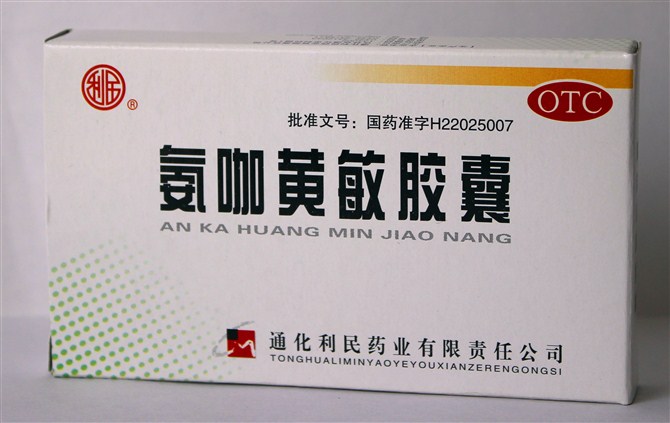 利民
®
OTC
批准文号：国药准字H22025007
氨咖黄敏胶囊
AN KA HUANG MIN JIAO NANG
通化利民药业有限责任公司
TONGHUALIMINYAOYEYOUXIANZERENGONGSI